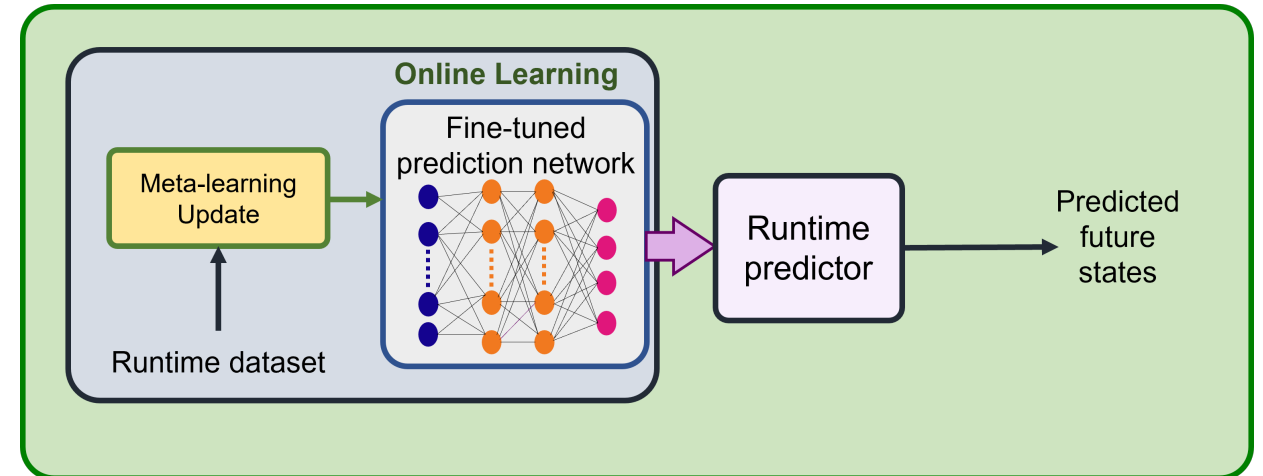 Online Learning
Fine-tuned
prediction network
Meta-learning
Update
Runtime dataset
Runtime
predictor
Predicted
future
states